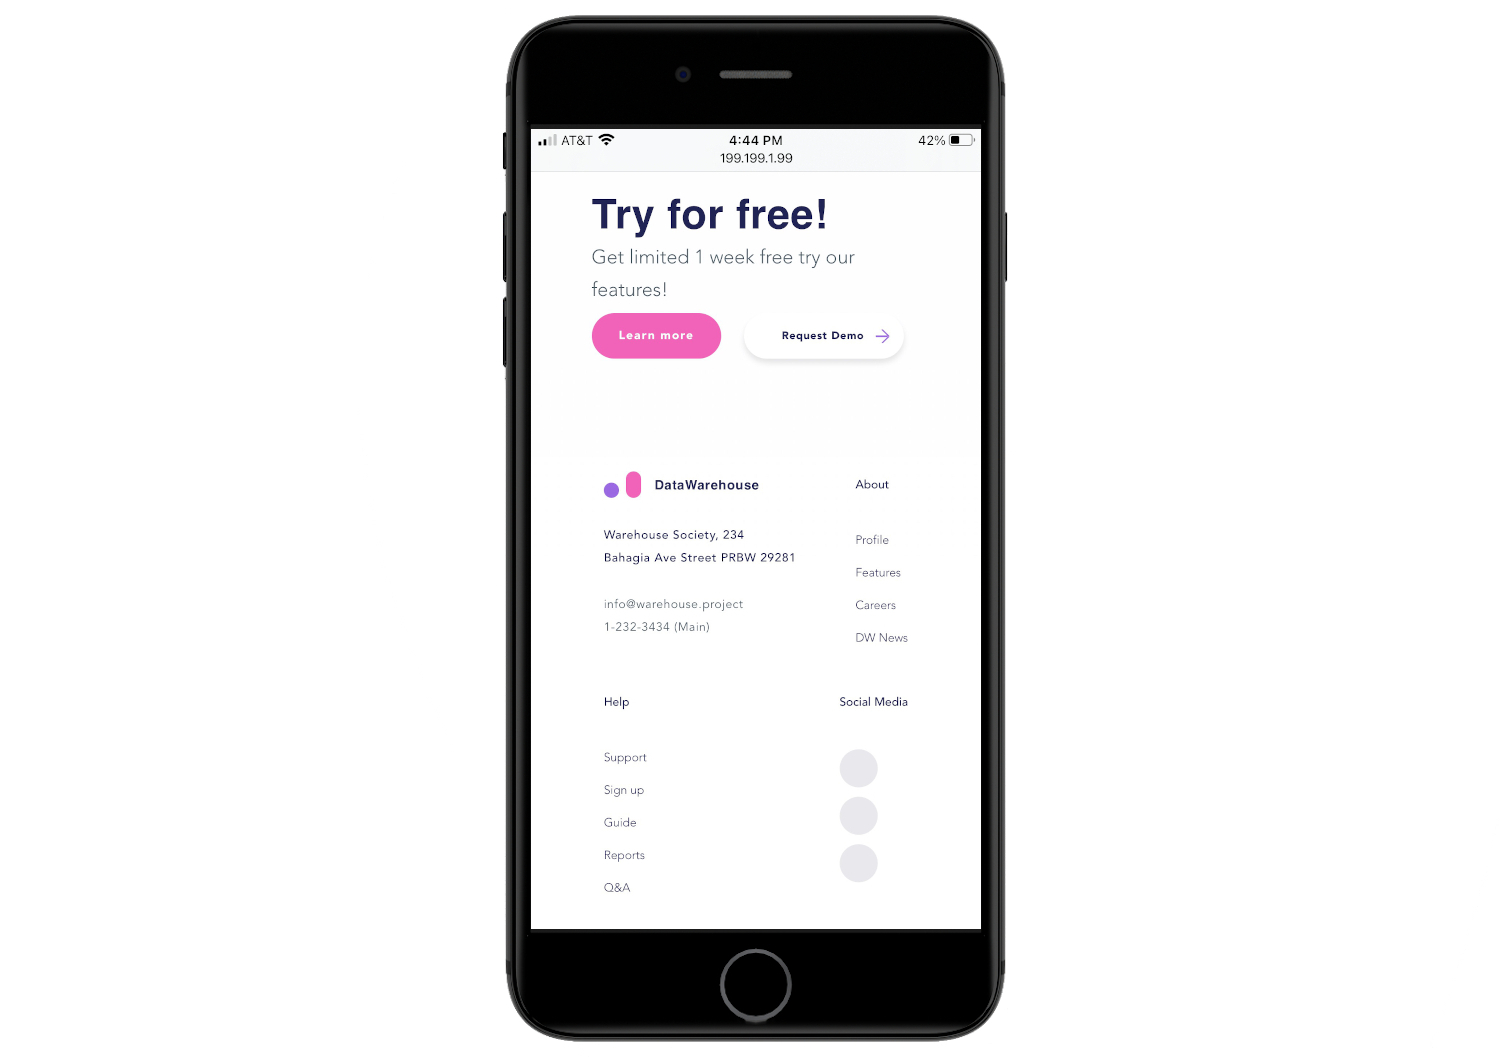 AT&T
4:44 PM
42%
199.199.1.99
Try for free!
Get limited 1 week free try our
features!
Learn more
Request Demo
DataWarehouse
Warehouse Society, 234
Bahagia Ave Street PRBW 29281
info@warehouse.project
1-232-3434 (Main)
About
Profile
Features
Careers
DW News
Help
Support
Sign up
Guide
Reports
Q&A
Social Media